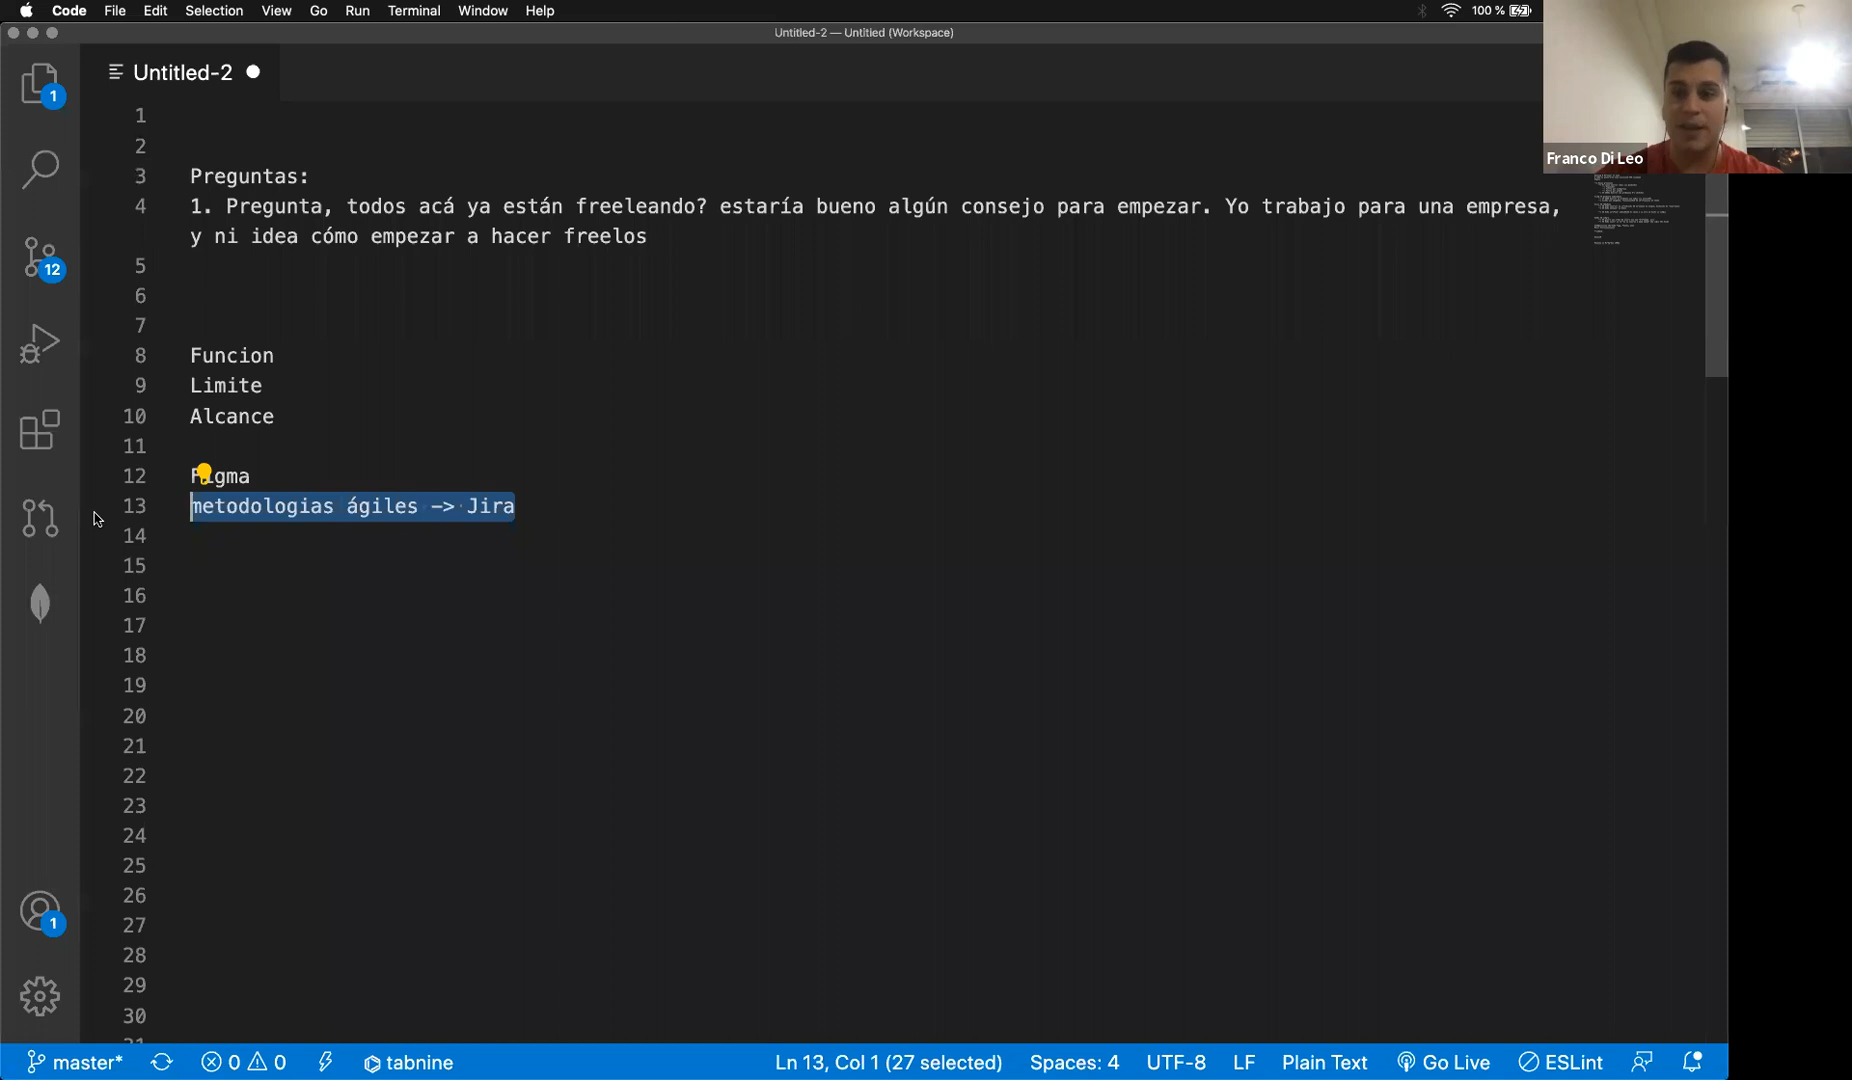 Code File Edit Selection View Go Run Terminal Window Help 100 %
Untitled-2 — Untitled (Workspace)
Untitled-2
Franco Di Leo
1
2
3 Preguntas:
4 1. Pregunta, todos acá ya están freeleando? estaría bueno algún consejo para empezar. Yo trabajo para una empresa,
y ni idea cómo empezar a hacer freelos
5
6
7
8 Funcion
9 Limite
10 Alcance
11
12 Figma
13 metodologias ágiles -> Jira
14
15
16
17
18
19
20
21
22
23
24
25
26
27
28
29
30
1
12
1
master* 0 0 tabnine Ln 13, Col 1 (27 selected) Spaces: 4 UTF-8 LF Plain Text Go Live ESLint